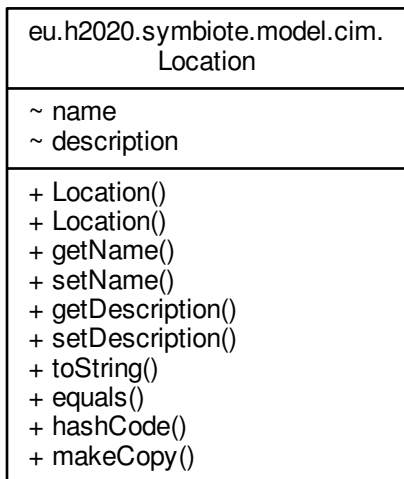 eu.h2020.symbiote.model.cim.
Location
~ name
~ description
+ Location()
+ Location()
+ getName()
+ setName()
+ getDescription()
+ setDescription()
+ toString()
+ equals()
+ hashCode()
+ makeCopy()